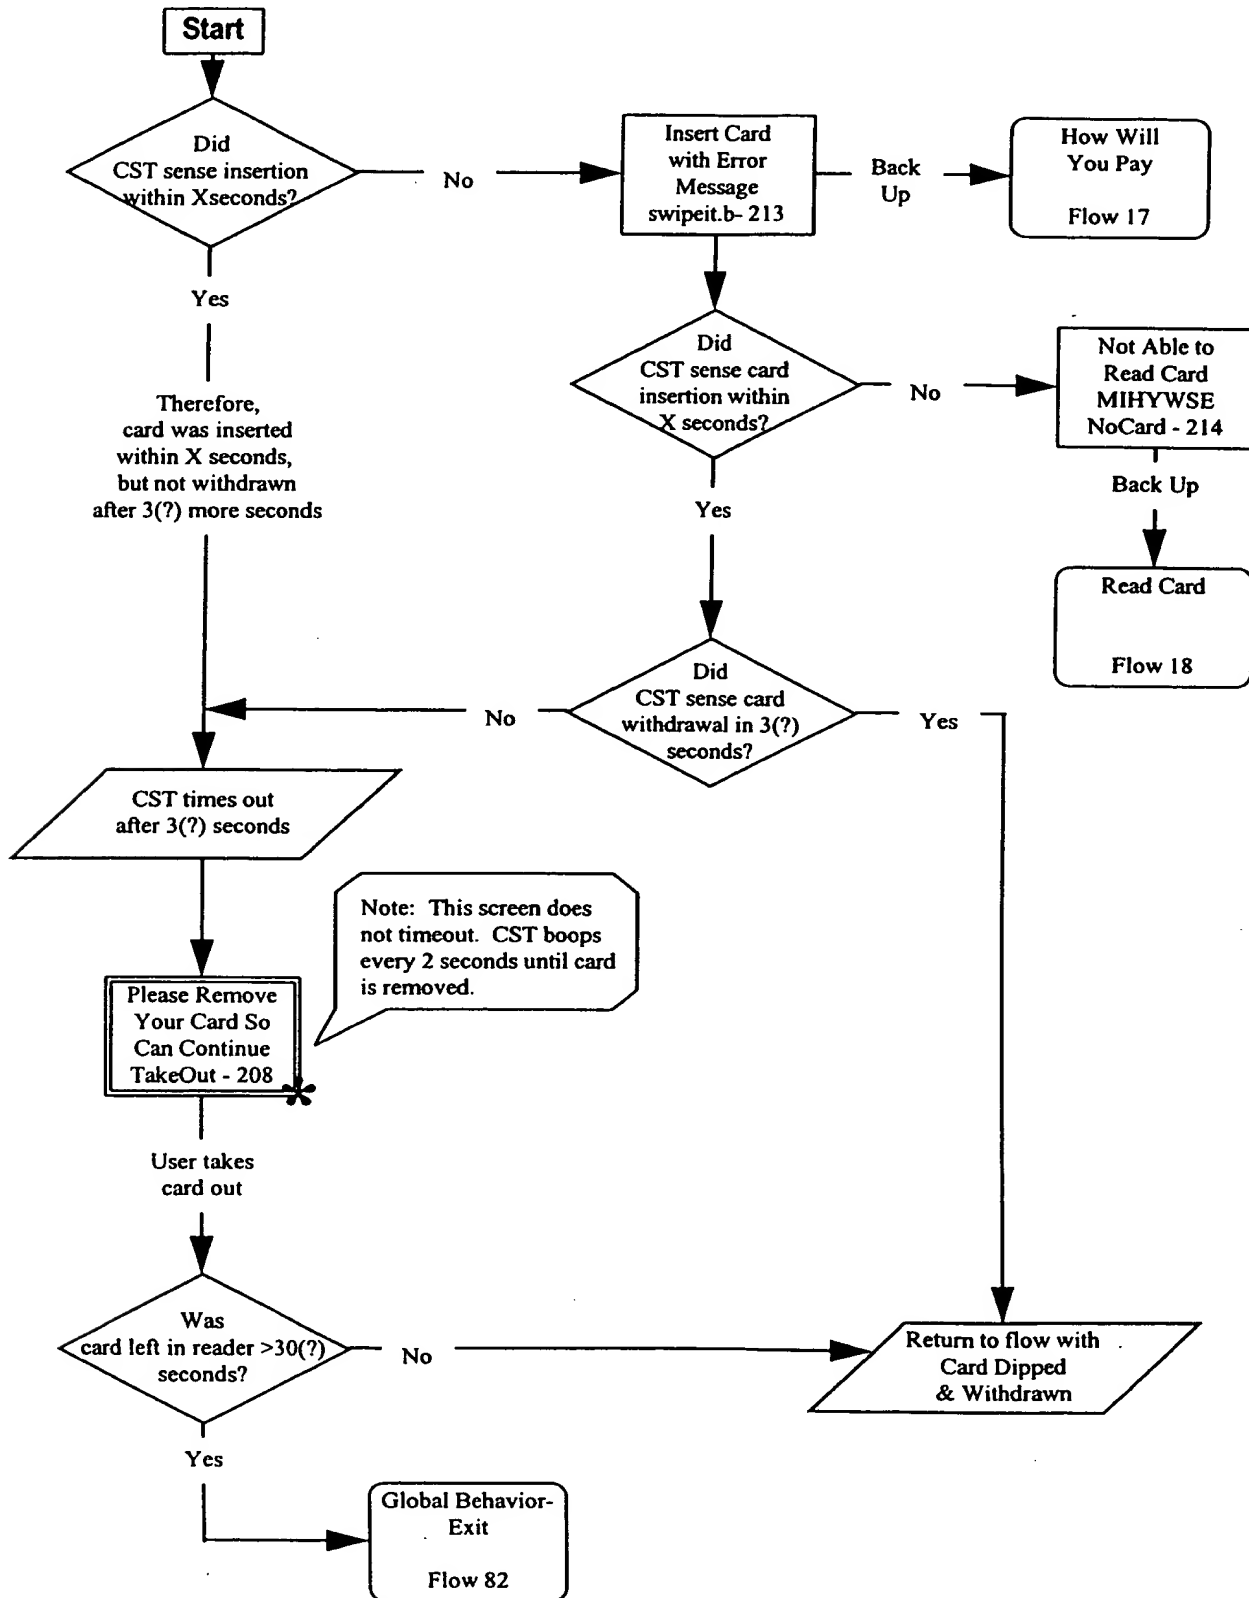 Start
Did
CST sense insertion
within Xseconds?
No
Insert Card
with Error
Message
swipeit.b- 213
Back
Up
How Will
You Pay
Flow 17
Yes
Therefore,
card was inserted
within X seconds,
but not withdrawn
after 3(?) more seconds
Did
CST sense card
insertion within
X seconds?
No
Not Able to
Read Card
MIHYWSE
NoCard - 214
Back Up
Read Card
Flow 18
Yes
Did
CST sense card
withdrawal in 3(?)
seconds?
No
Yes
CST times out
after 3(?) seconds
Note: This screen does
not timeout. CST boops
every 2 seconds until card
is removed.
Please Remove
Your Card So
Can Continue
TakeOut - 208
User takes
card out
Was
card left in reader >30(?)
seconds?
No
Return to flow with
Card Dipped
& Withdrawn
Yes
Global Behavior-
Exit
Flow 82